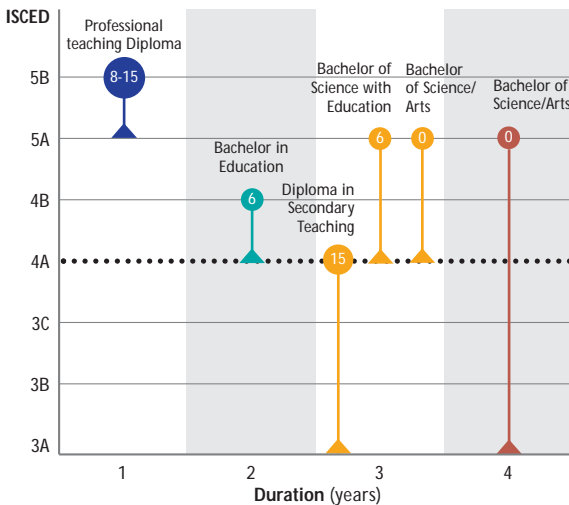 ISCED
Professional
teaching Diploma
5B
8-15
Bachelor of
Science with
Education
Bachelor
of Science/
Arts
Bachelor of
Science/Arts
5A
6
0
0
Bachelor in
Education
4B
6
Diploma in
Secondary
Teaching
4A
15
3C
3B
3A
1
2
3
4
Duration (years)